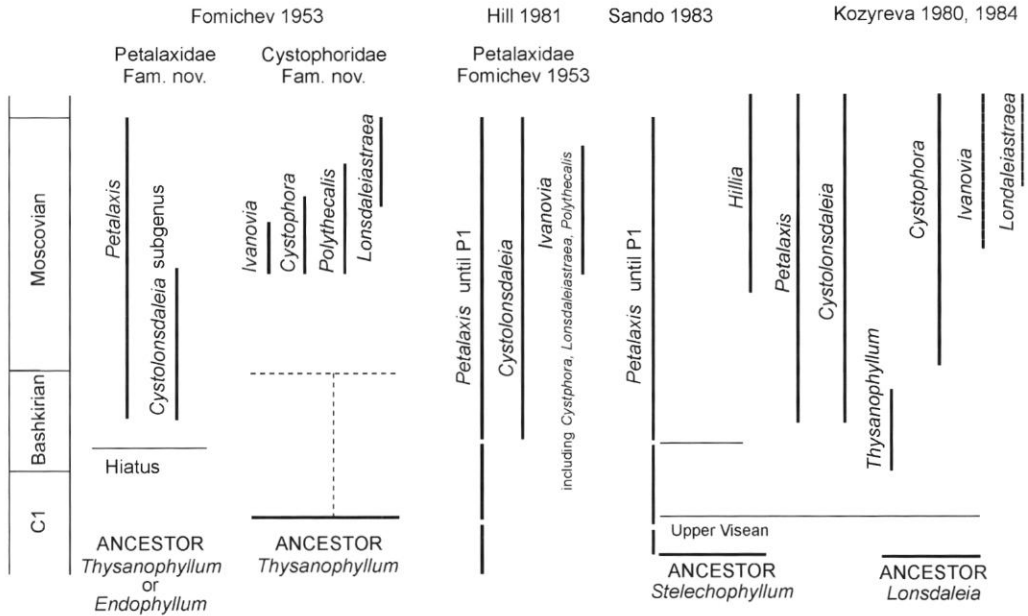 Fomichev 1953
Hill 1981
Sando 1983
Kozyreva 1980, 1984
Petalaxidae
Fam. nov.
Cystophoridae
Fam. nov.
Petalaxidae
Fomichev 1953
Moscovian
Bashkirian
C1
Petalaxis
Cystolonsdaleia subgenus
Ivanovia
Cystophora
Polythecalis
Lonsdaleiastraea
Petalaxis until P1
Cystolonsdaleia
Ivanovia
including Cystphora, Lonsdaleiastraea, Polythecalis
Petalaxis until P1
Hillia
Petalaxis
Cystolonsdaleia
Thysanophyllum
Cystophora
Ivanovia
Londaleiastraea
Hiatus
Upper Visean
ANCESTOR
Thysanophyllum
or
Endophyllum
ANCESTOR
Thysanophyllum
ANCESTOR
Stelechophyllum
ANCESTOR
Lonsdaleia